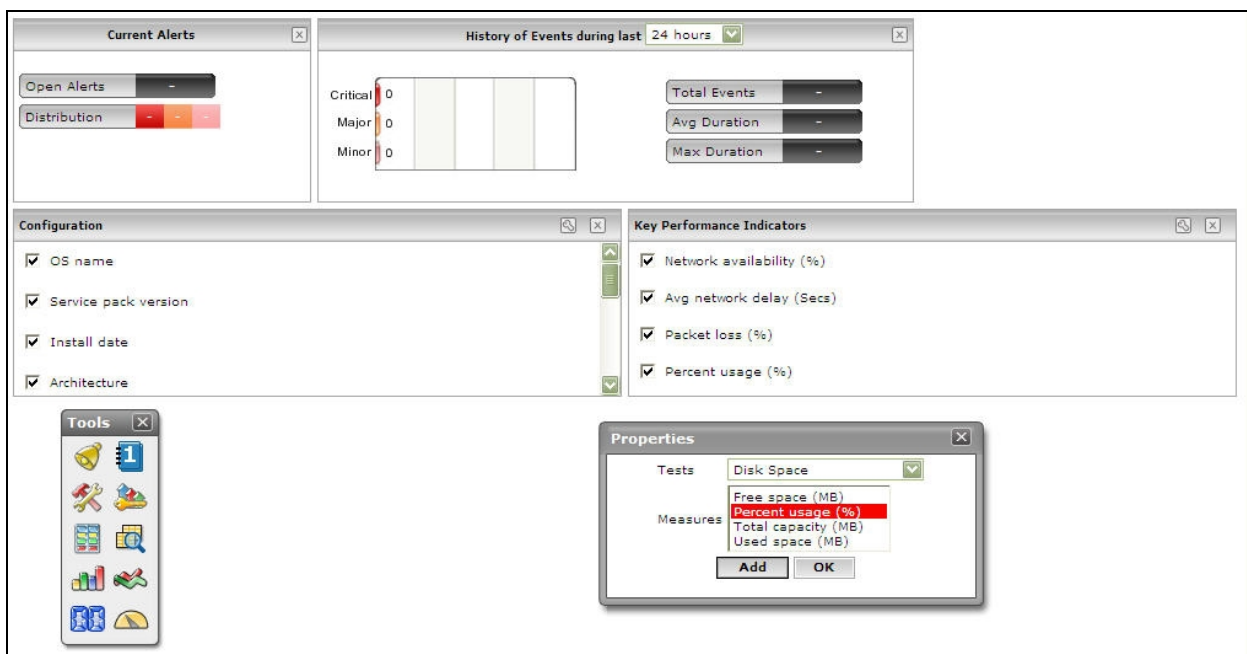 Current Alerts
Open Alerts -
Distribution - - -
History of Events during last 24 hours
Critical 0
Major 0
Minor 0
Total Events -
Avg Duration -
Max Duration -
Configuration
OS name
Service pack version
Install date
Architecture
Key Performance Indicators
Network availability (%)
Avg network delay (Secs)
Packet loss (%)
Percent usage (%)
Tools
1
Properties
Tests Disk Space
Measures
Free space (MB)
Percent usage (%)
Total capacity (MB)
Used space (MB)
Add OK